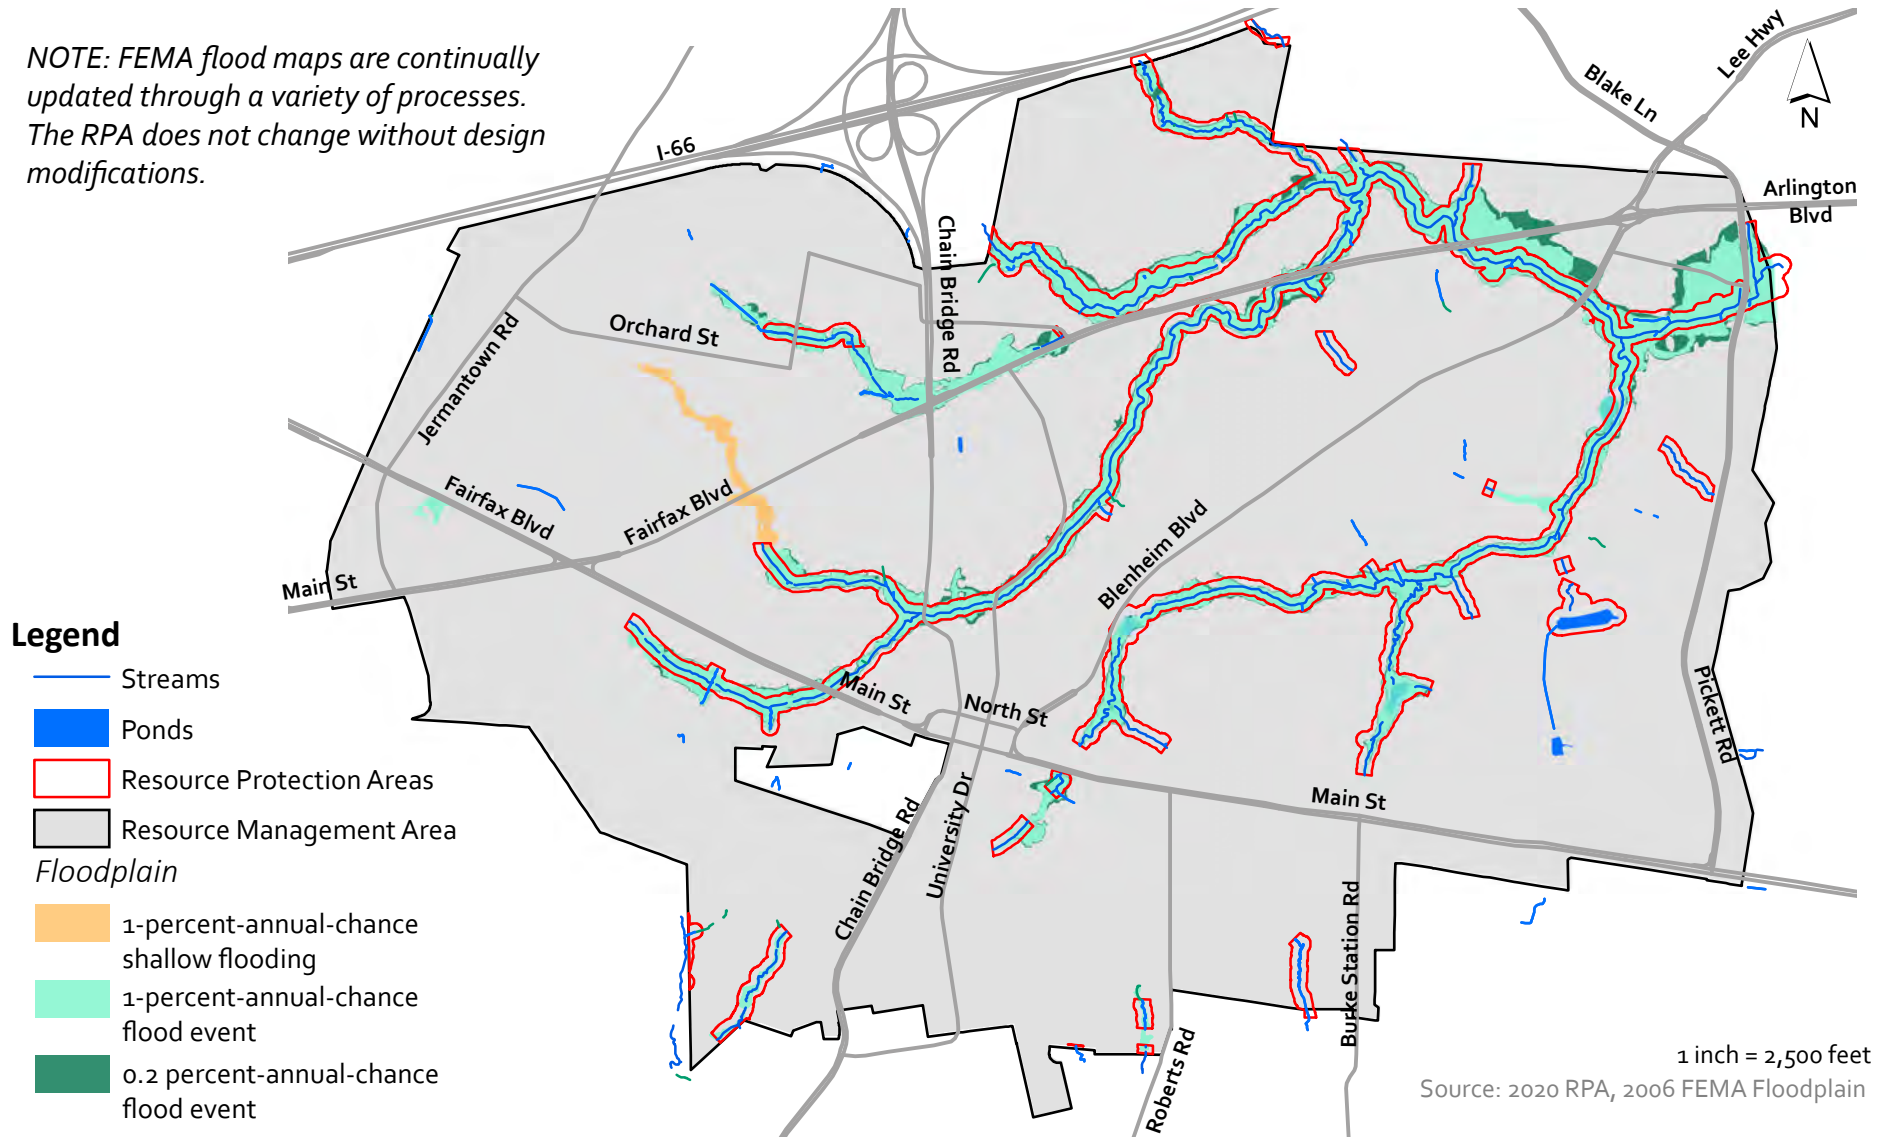 NOTE: FEMA flood maps are continually
updated through a variety of processes.
The RPA does not change without design
modifications.
I-66
Blake Ln
Lee Hwy
N
Arlington
Blvd
Chain Bridge Rd
Orchard St
Jermantown Rd
Fairfax Blvd
Fairfax Blvd
Blenheim Blvd
Main St
Main St
North St
Pickett Rd
Main St
Chain Bridge Rd
University Dr
Burke Station Rd
Roberts Rd
Legend
Streams
Ponds
Resource Protection Areas
Resource Management Area
Floodplain
1-percent-annual-chance
shallow flooding
1-percent-annual-chance
flood event
0.2 percent-annual-chance
flood event
1 inch = 2,500 feet
Source: 2020 RPA, 2006 FEMA Floodplain